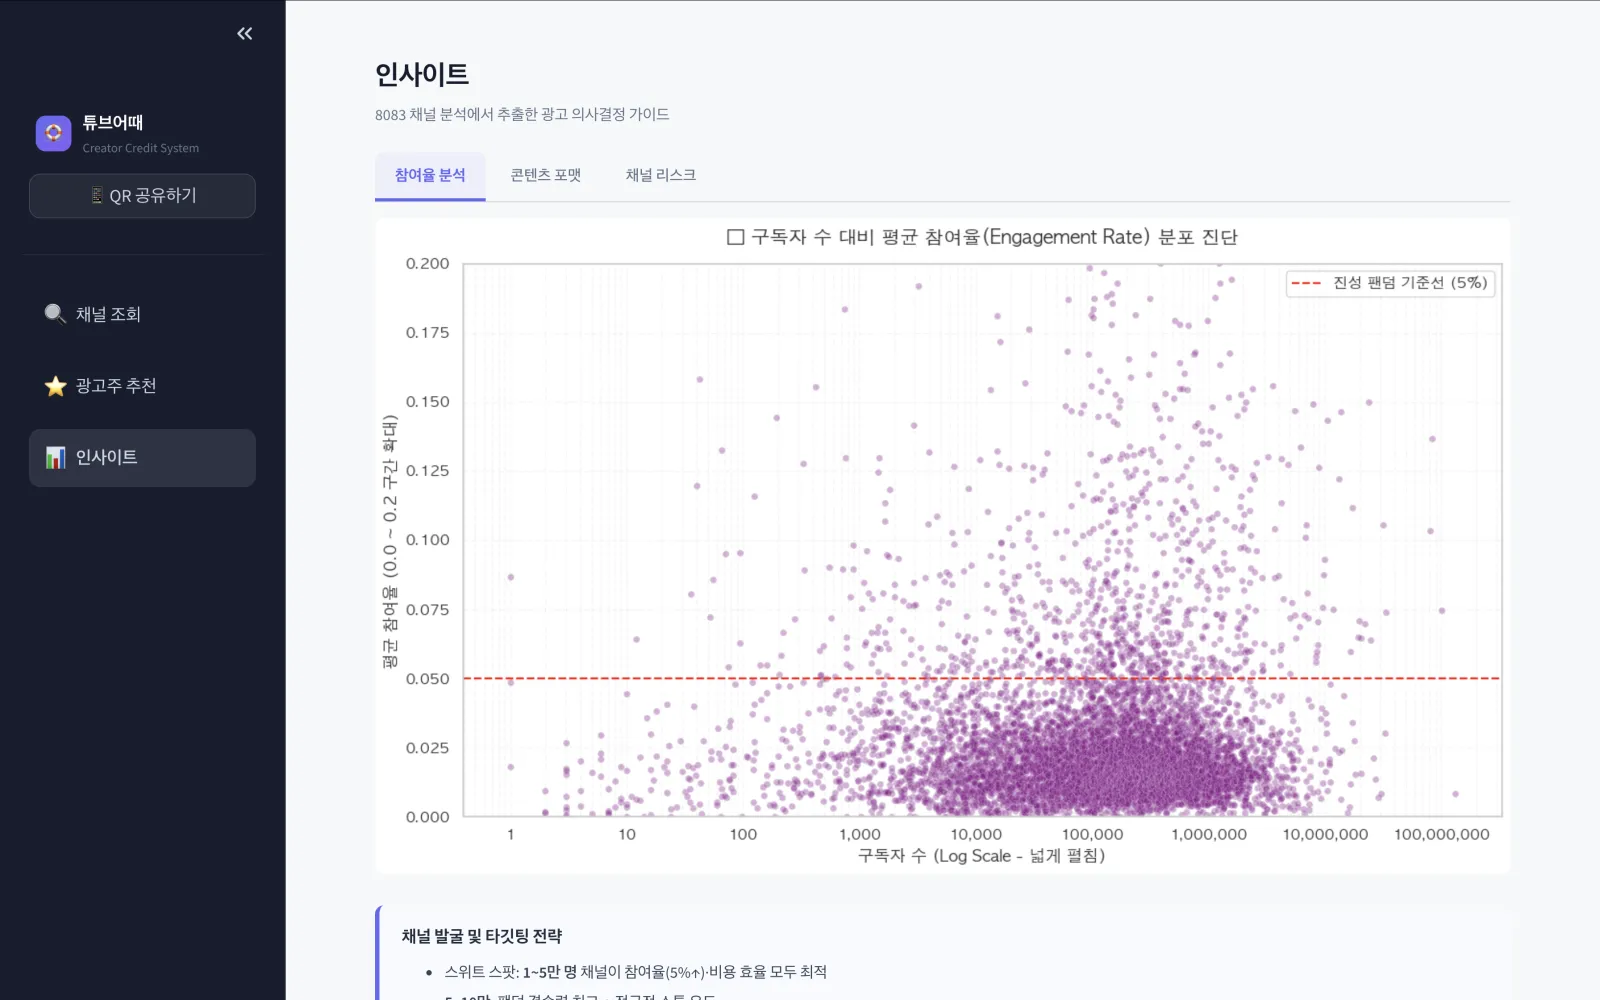 튜브어때
Creator Credit System
QR 공유하기
채널 조회
광고주 추천
인사이트
인사이트
8083 채널 분석에서 추출한 광고 의사결정 가이드
참여율 분석
콘텐츠 포맷
채널 리스크
구독자 수 대비 평균 참여율(Engagement Rate) 분포 진단
진성 팬덤 기준선 (5%)
평균 참여율 (0.0 ~ 0.2 구간 확대)
0.200
0.175
0.150
0.125
0.100
0.075
0.050
0.025
0.000
1 10 100 1,000 10,000 100,000 1,000,000 10,000,000 100,000,000
구독자 수 (Log Scale - 넓게 펼침)
채널 발굴 및 타깃팅 전략
• 스위트 스팟: 1~5만 명 채널이 참여율(5%↑)·비용 효율 모두 최적